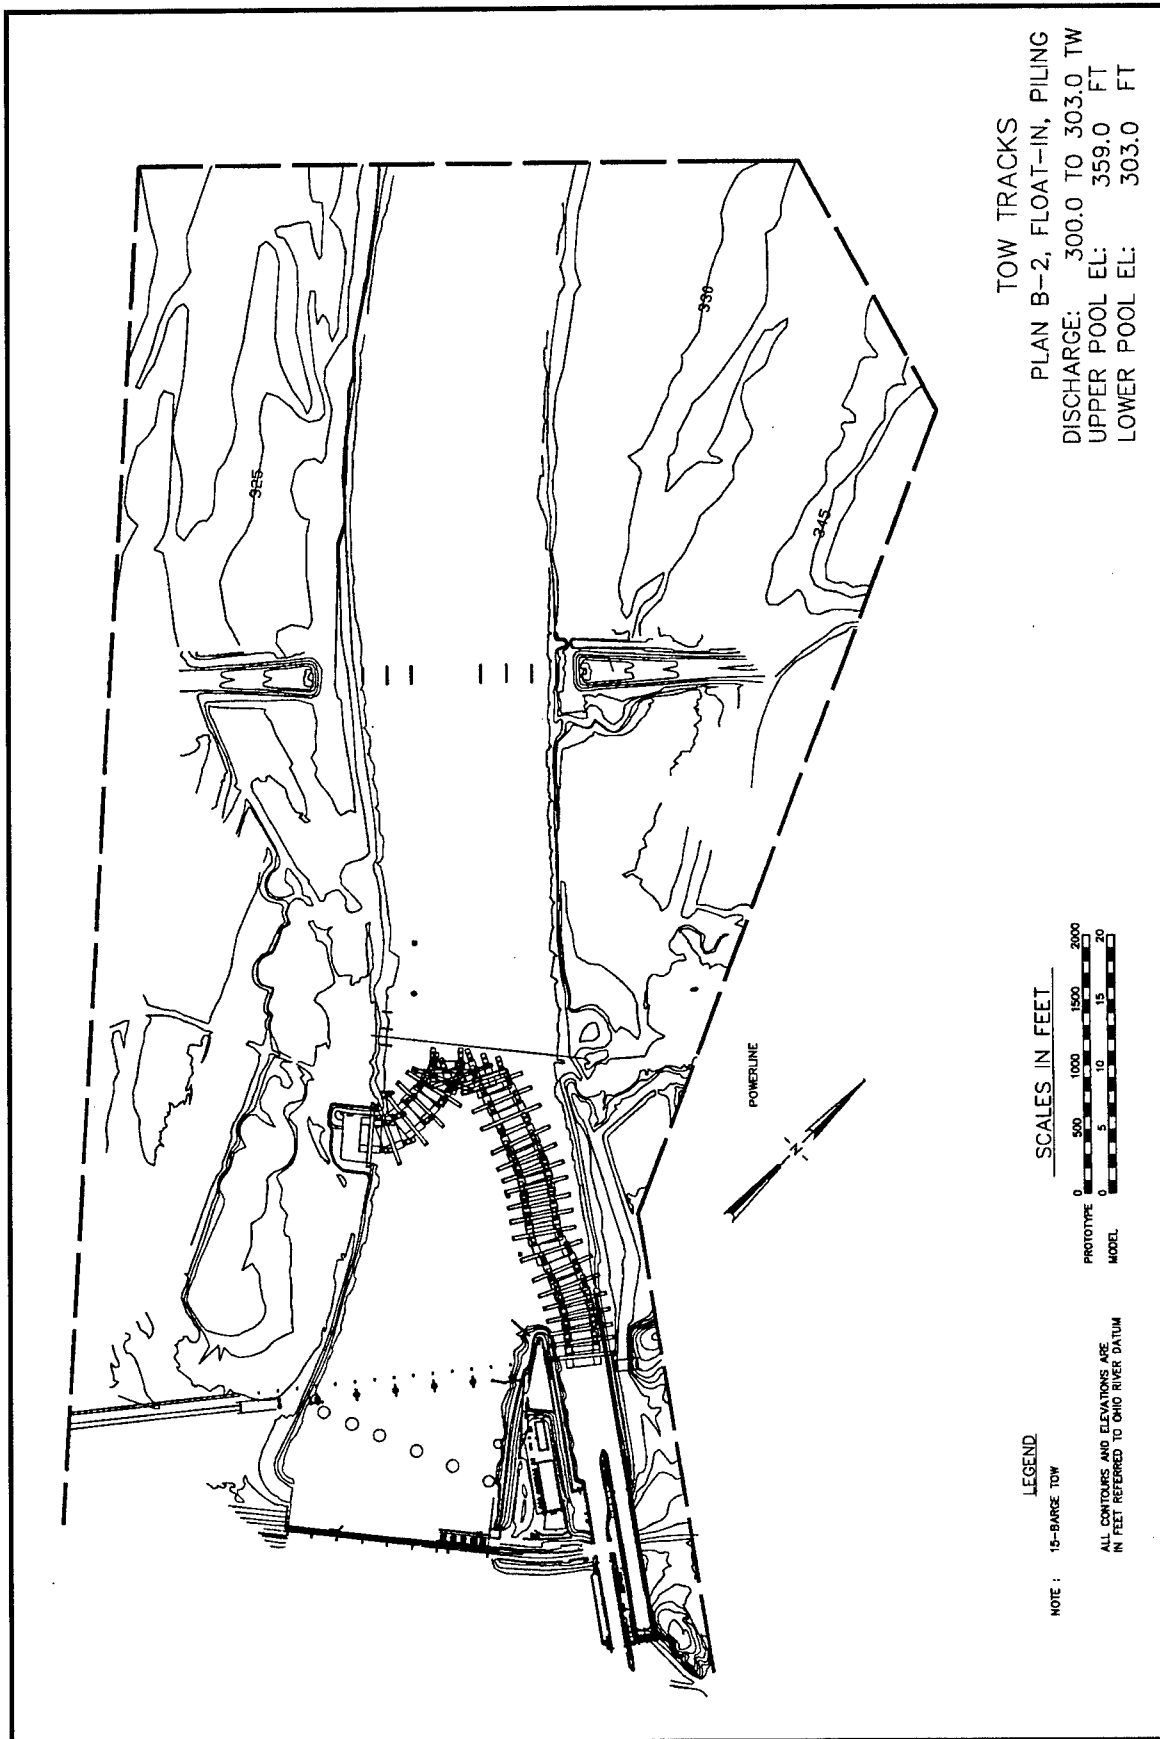 TOW TRACKS
PLAN B-2, FLOAT-IN, PILING
DISCHARGE: 300.0 TO 303.0 TW
UPPER POOL EL: 359.0 FT
LOWER POOL EL: 303.0 FT
325
330
345
POWERLINE
N
SCALES IN FEET
PROTOTYPE 0 500 1000 1500 2000
MODEL 0 5 10 15 20
LEGEND
NOTE : 15-BARGE TOW
ALL CONTOURS AND ELEVATIONS ARE
IN FEET REFERRED TO OHIO RIVER DATUM